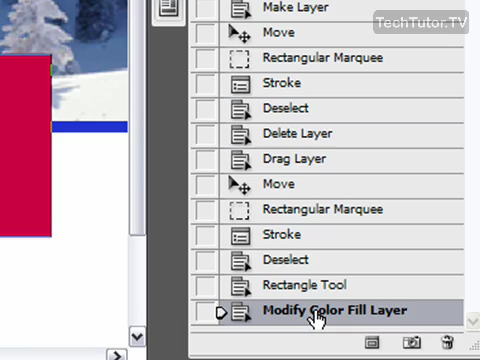 Make Layer
TechTutor.TV
Move
Rectangular Marquee
Stroke
Deselect
Delete Layer
Drag Layer
Move
Rectangular Marquee
Stroke
Deselect
Rectangle Tool
Modify Color Fill Layer